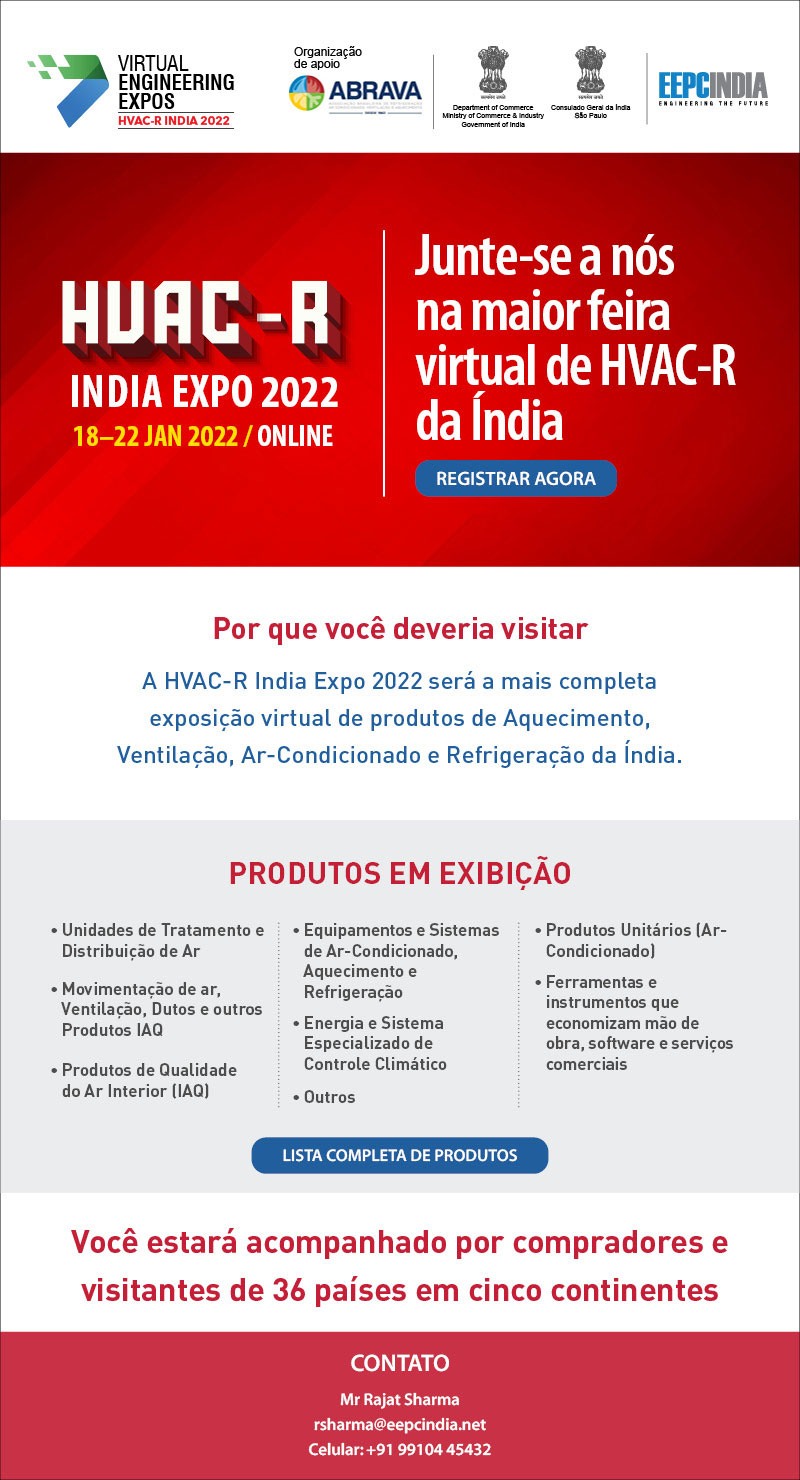 VIRTUAL
ENGINEERING
EXPOS
HVAC-R INDIA 2022
Organização
de apoio
ABRAVA
Department of Commerce
Ministry of Commerce & Industry
Government of India
Consulado Geral da Índia
São Paulo
EEPCINDIA
ENGINEERING THE FUTURE
HVAC-R
INDIA EXPO 2022
18–22 JAN 2022 / ONLINE
Junte-se a nós
na maior feira
virtual de HVAC-R
da Índia
REGISTRAR AGORA
Por que você deveria visitar
A HVAC-R India Expo 2022 será a mais completa
exposição virtual de produtos de Aquecimento,
Ventilação, Ar-Condicionado e Refrigeração da Índia.
PRODUTOS EM EXIBIÇÃO
• Unidades de Tratamento e
Distribuição de Ar
• Movimentação de ar,
Ventilação, Dutos e outros
Produtos IAQ
• Produtos de Qualidade
do Ar Interior (IAQ)
• Equipamentos e Sistemas
de Ar-Condicionado,
Aquecimento e
Refrigeração
• Energia e Sistema
Especializado de
Controle Climático
• Outros
• Produtos Unitários (Ar-
Condicionado)
• Ferramentas e
instrumentos que
economizam mão de
obra, software e serviços
comerciais
LISTA COMPLETA DE PRODUTOS
Você estará acompanhado por compradores e
visitantes de 36 países em cinco continentes
CONTATO
Mr Rajat Sharma
rsharma@eepcindia.net
Celular: +91 99104 45432